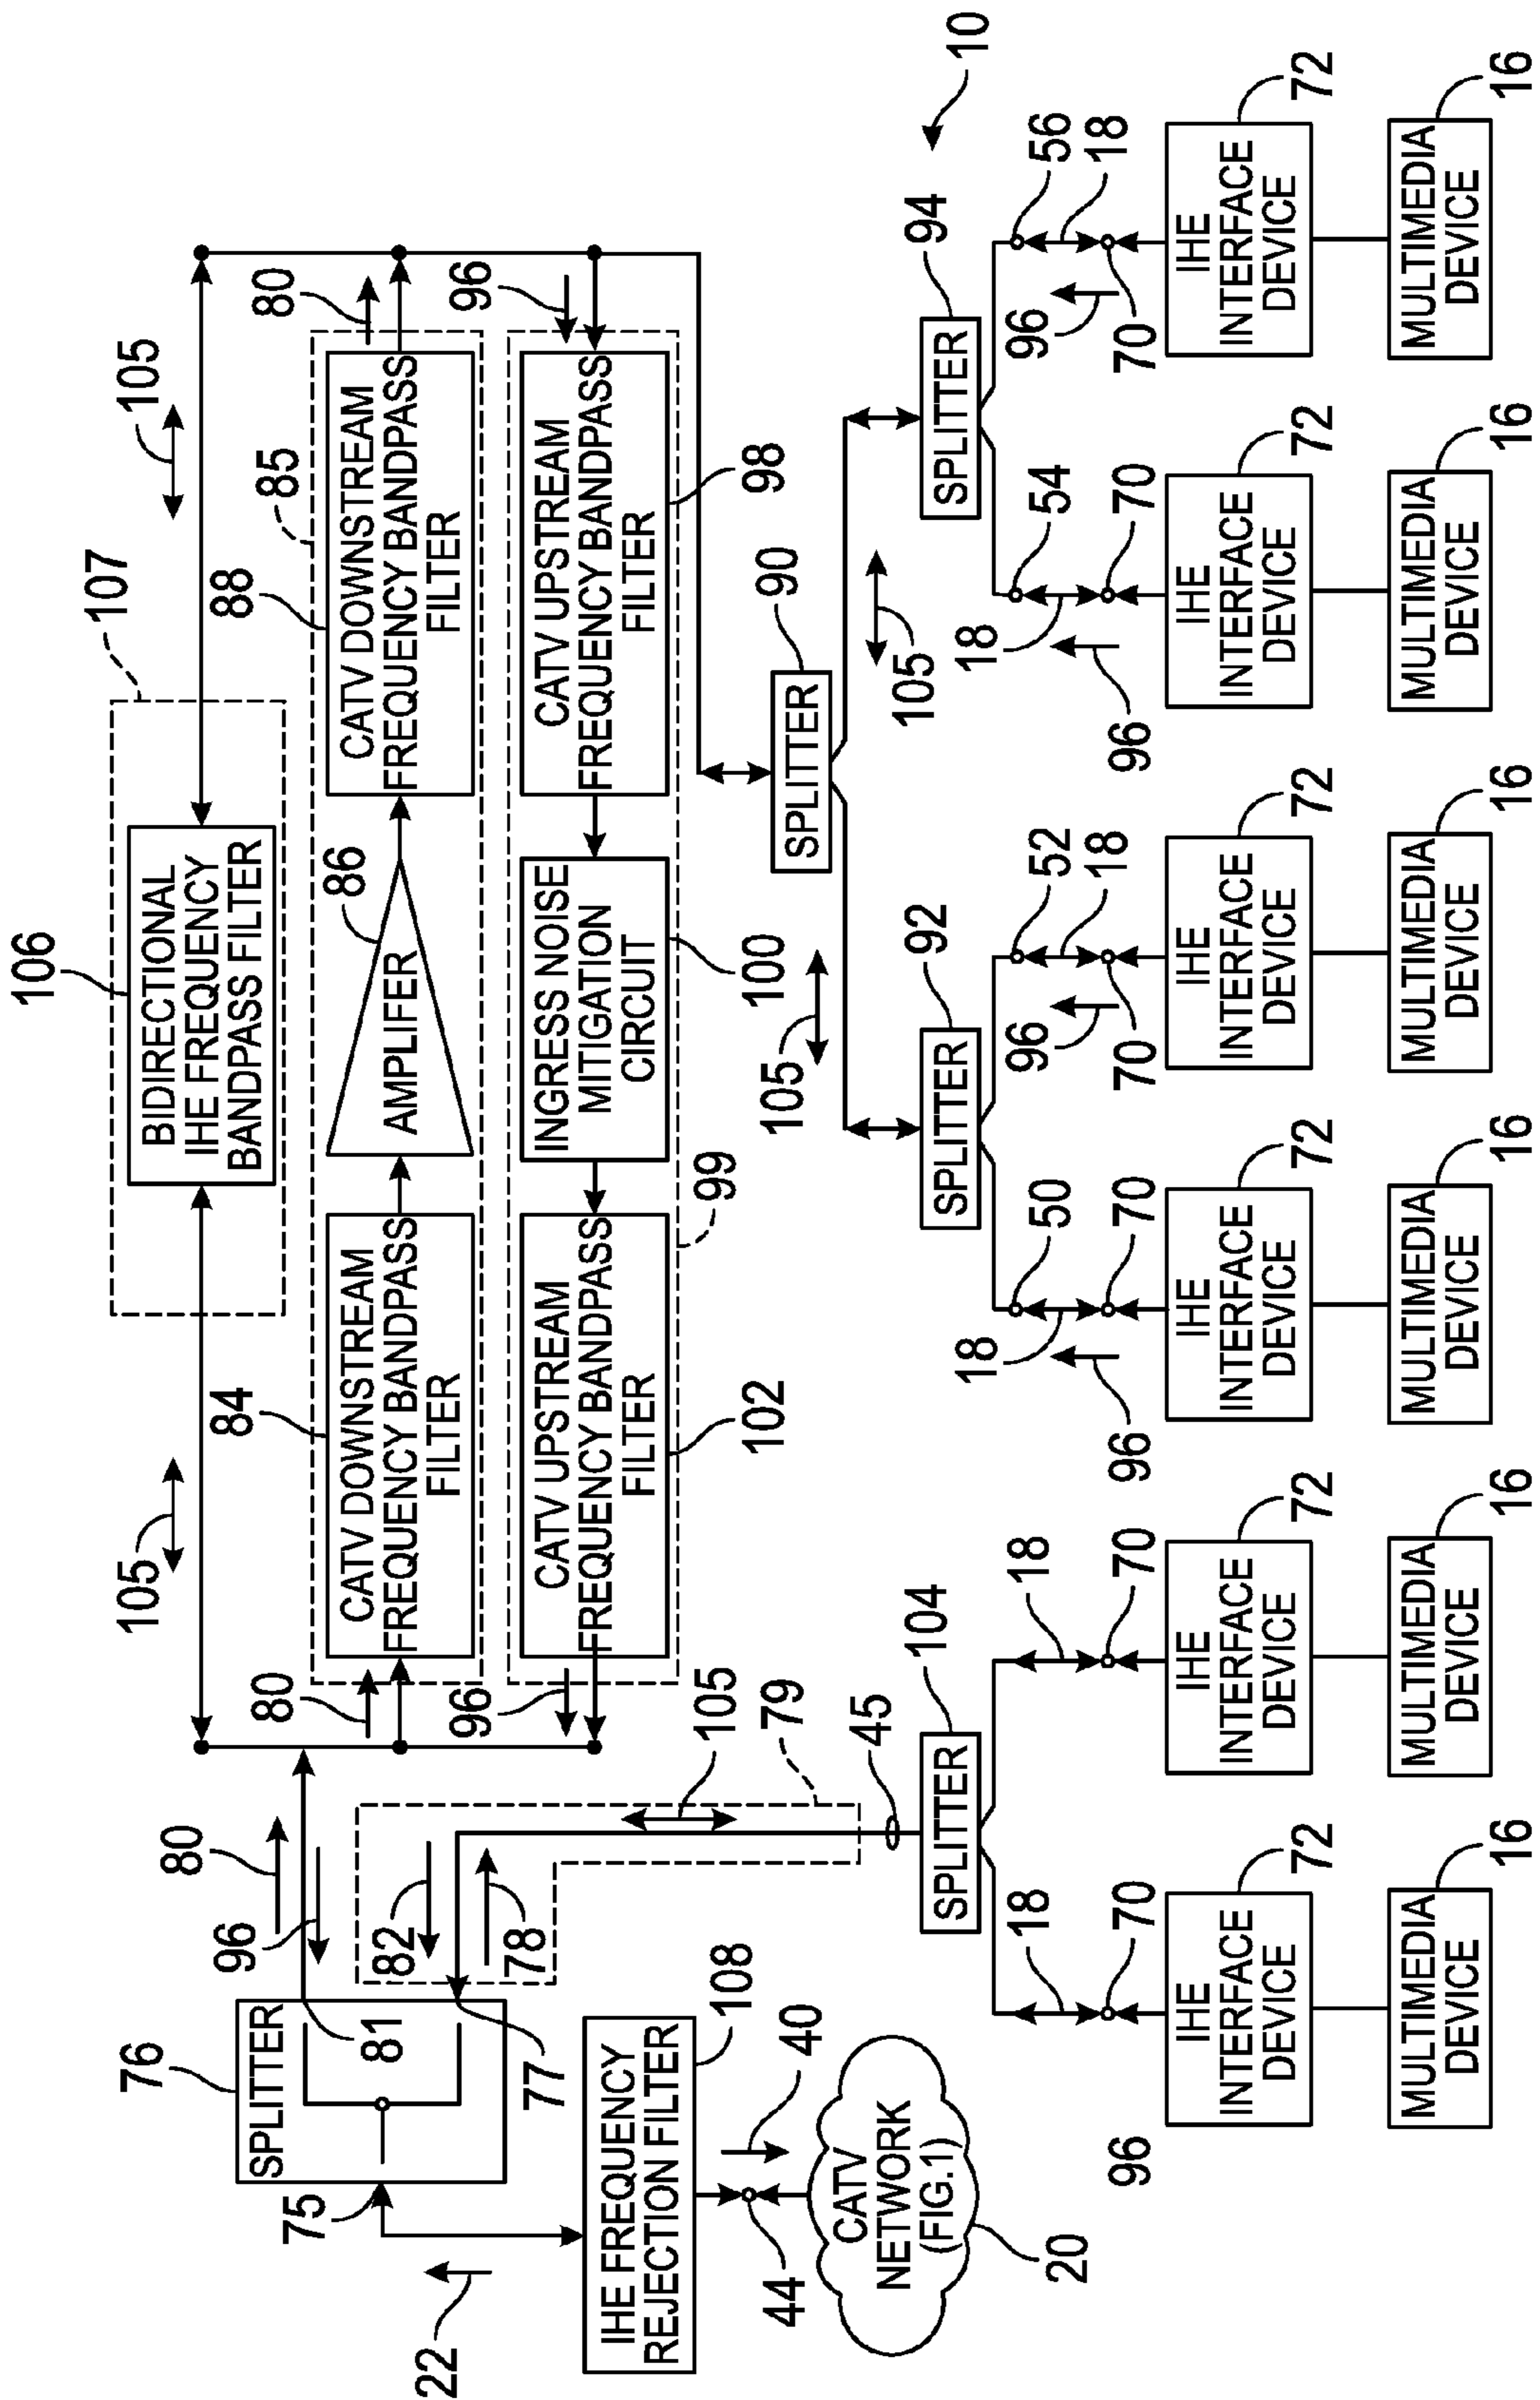 106
107
105
105
BIDIRECTIONAL
IHE FREQUENCY
BANDPASS FILTER
76
SPLITTER
75
81
77
80
96
84
88
85
80
80
CATV DOWNSTREAM
FREQUENCY BANDPASS
FILTER
86
AMPLIFER
CATV DOWNSTREAM
FREQUENCY BANDPASS
FILTER
22
82
78
96
96
CATV UPSTREAM
FREQUENCY BANDPASS
FILTER
INGRESS NOISE
MITIGATION
CIRCUIT
CATV UPSTREAM
FREQUENCY BANDPASS
FILTER
102
100
98
99
IHE FREQUENCY
REJECTION FILTER
108
105
79
45
44
40
CATV
NETWORK
(FIG.1)
20
105
90
SPLITTER
105
104
SPLITTER
92
SPLITTER
94
SPLITTER
10
18
70
18
70
50
18
70
96
52
18
70
96
54
18
70
96
56
18
70
96
96
IHE
INTERFACE
DEVICE
72
IHE
INTERFACE
DEVICE
72
IHE
INTERFACE
DEVICE
72
IHE
INTERFACE
DEVICE
72
IHE
INTERFACE
DEVICE
72
IHE
INTERFACE
DEVICE
72
MULTIMEDIA
DEVICE
16
MULTIMEDIA
DEVICE
16
MULTIMEDIA
DEVICE
16
MULTIMEDIA
DEVICE
16
MULTIMEDIA
DEVICE
16
MULTIMEDIA
DEVICE
16